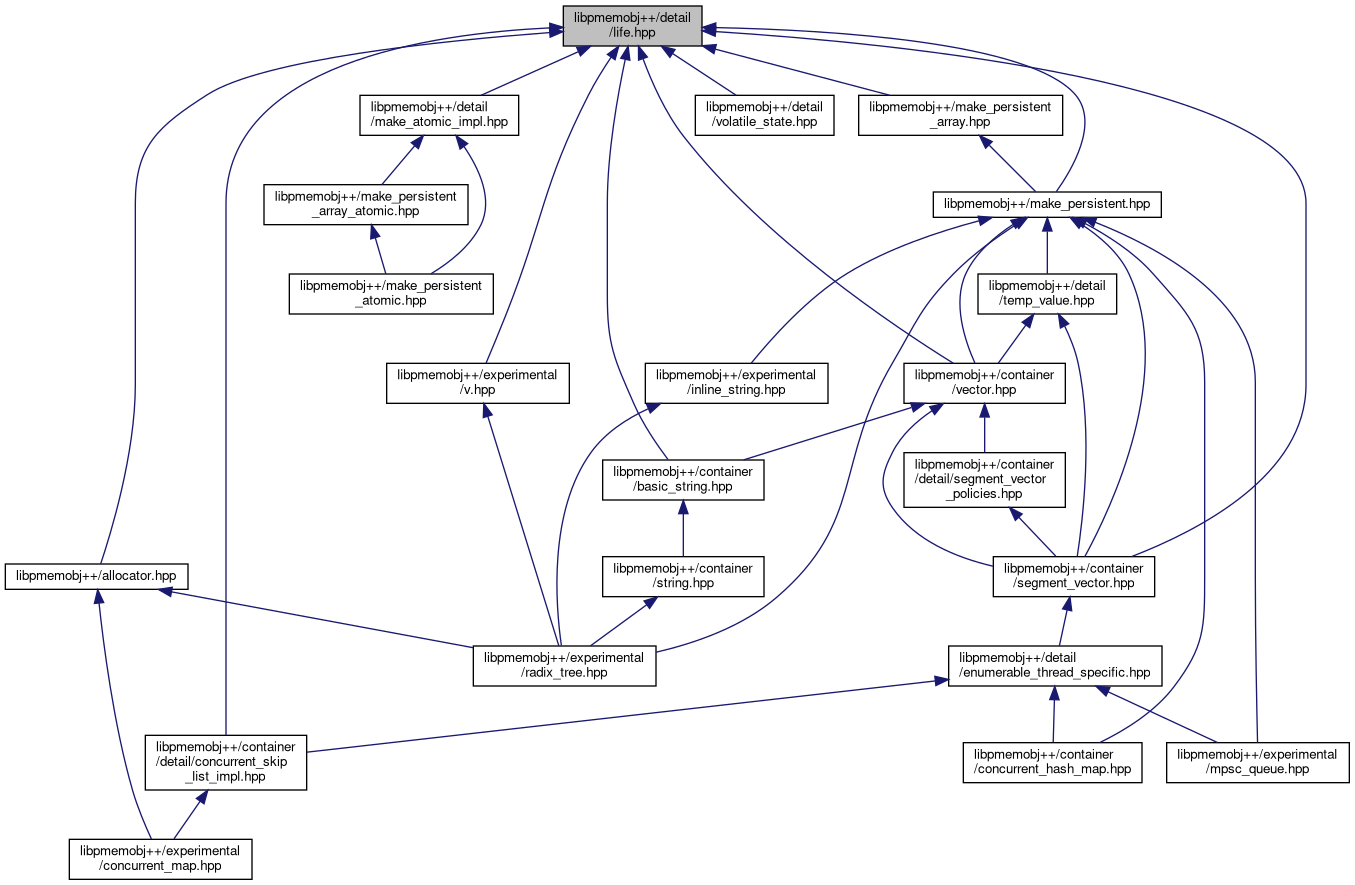 libpmemobj++/detail
/life.hpp
libpmemobj++/detail
/make_atomic_impl.hpp
libpmemobj++/detail
/volatile_state.hpp
libpmemobj++/make_persistent
_array.hpp
libpmemobj++/make_persistent
_array_atomic.hpp
libpmemobj++/make_persistent.hpp
libpmemobj++/make_persistent
_atomic.hpp
libpmemobj++/detail
/temp_value.hpp
libpmemobj++/experimental
/v.hpp
libpmemobj++/experimental
/inline_string.hpp
libpmemobj++/container
/vector.hpp
libpmemobj++/container
/basic_string.hpp
libpmemobj++/container
/detail/segment_vector
_policies.hpp
libpmemobj++/allocator.hpp
libpmemobj++/container
/string.hpp
libpmemobj++/container
/segment_vector.hpp
libpmemobj++/experimental
/radix_tree.hpp
libpmemobj++/detail
/enumerable_thread_specific.hpp
libpmemobj++/container
/detail/concurrent_skip
_list_impl.hpp
libpmemobj++/container
/concurrent_hash_map.hpp
libpmemobj++/experimental
/mpsc_queue.hpp
libpmemobj++/experimental
/concurrent_map.hpp